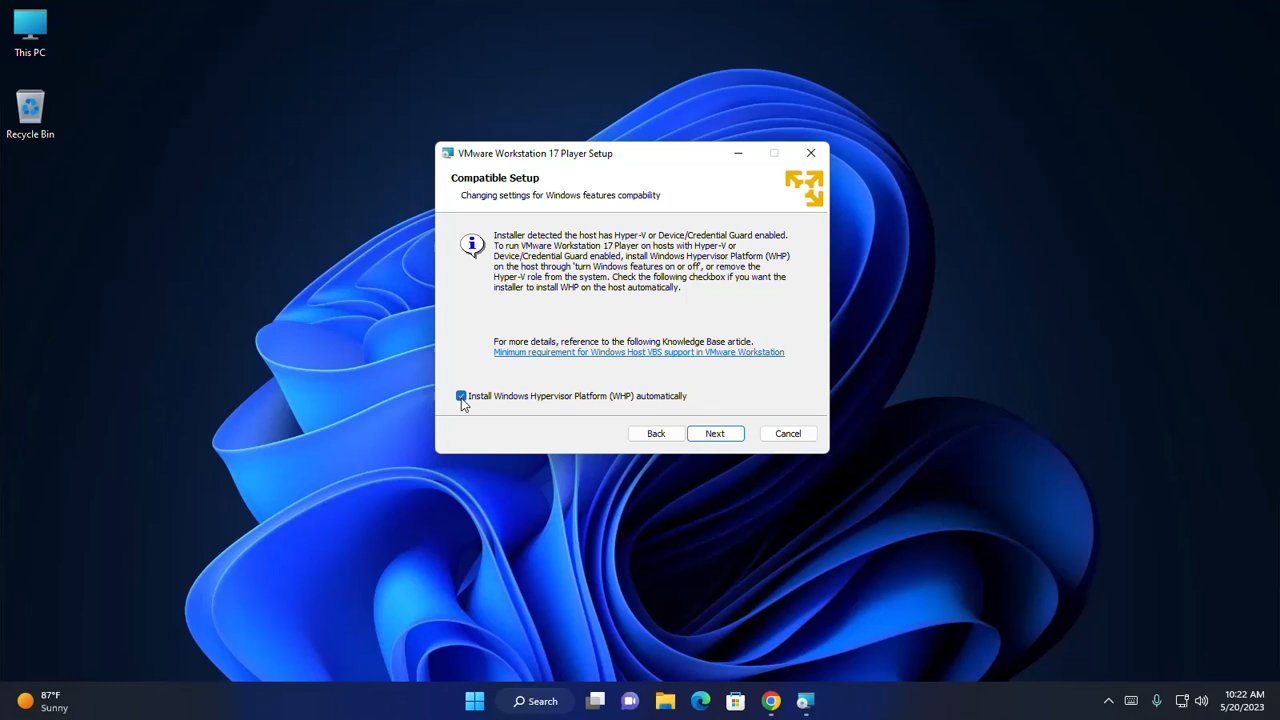 This PC
Recycle Bin
VMware Workstation 17 Player Setup
Compatible Setup
Changing settings for Windows features compability
Installer detected the host has Hyper-V or Device/Credential Guard enabled.
To run VMware Workstation 17 Player on hosts with Hyper-V or
Device/Credential Guard enabled, install Windows Hypervisor Platform (WHP)
on the host through 'turn Windows features on or off', or remove the
Hyper-V role from the system. Check the following checkbox if you want the
installer to install WHP on the host automatically.
For more details, reference to the following Knowledge Base article.
Minimum requirement for Windows Host VBS support in VMware Workstation
Install Windows Hypervisor Platform (WHP) automatically
Back
Next
Cancel
87°F
Sunny
Search
10:22 AM
5/20/2023